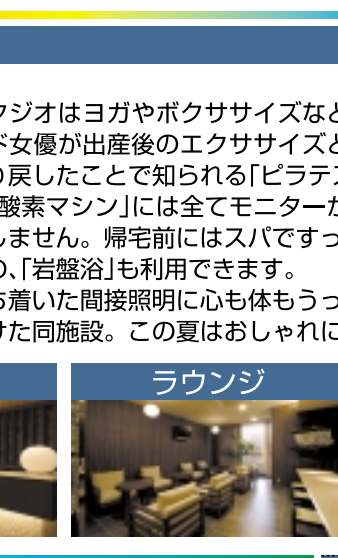 タジオはヨガやボクササイズなど
ド女優が出産後のエクササイズと
り戻したことで知られる「ピラテス
酸素マシン」には全てモニターが
しません。帰宅前にはスパですっ
の、「岩盤浴」も利用できます。
ち着いた間接照明に心も体もうっ
けた同施設。この夏はおしゃれに
ラウンジ